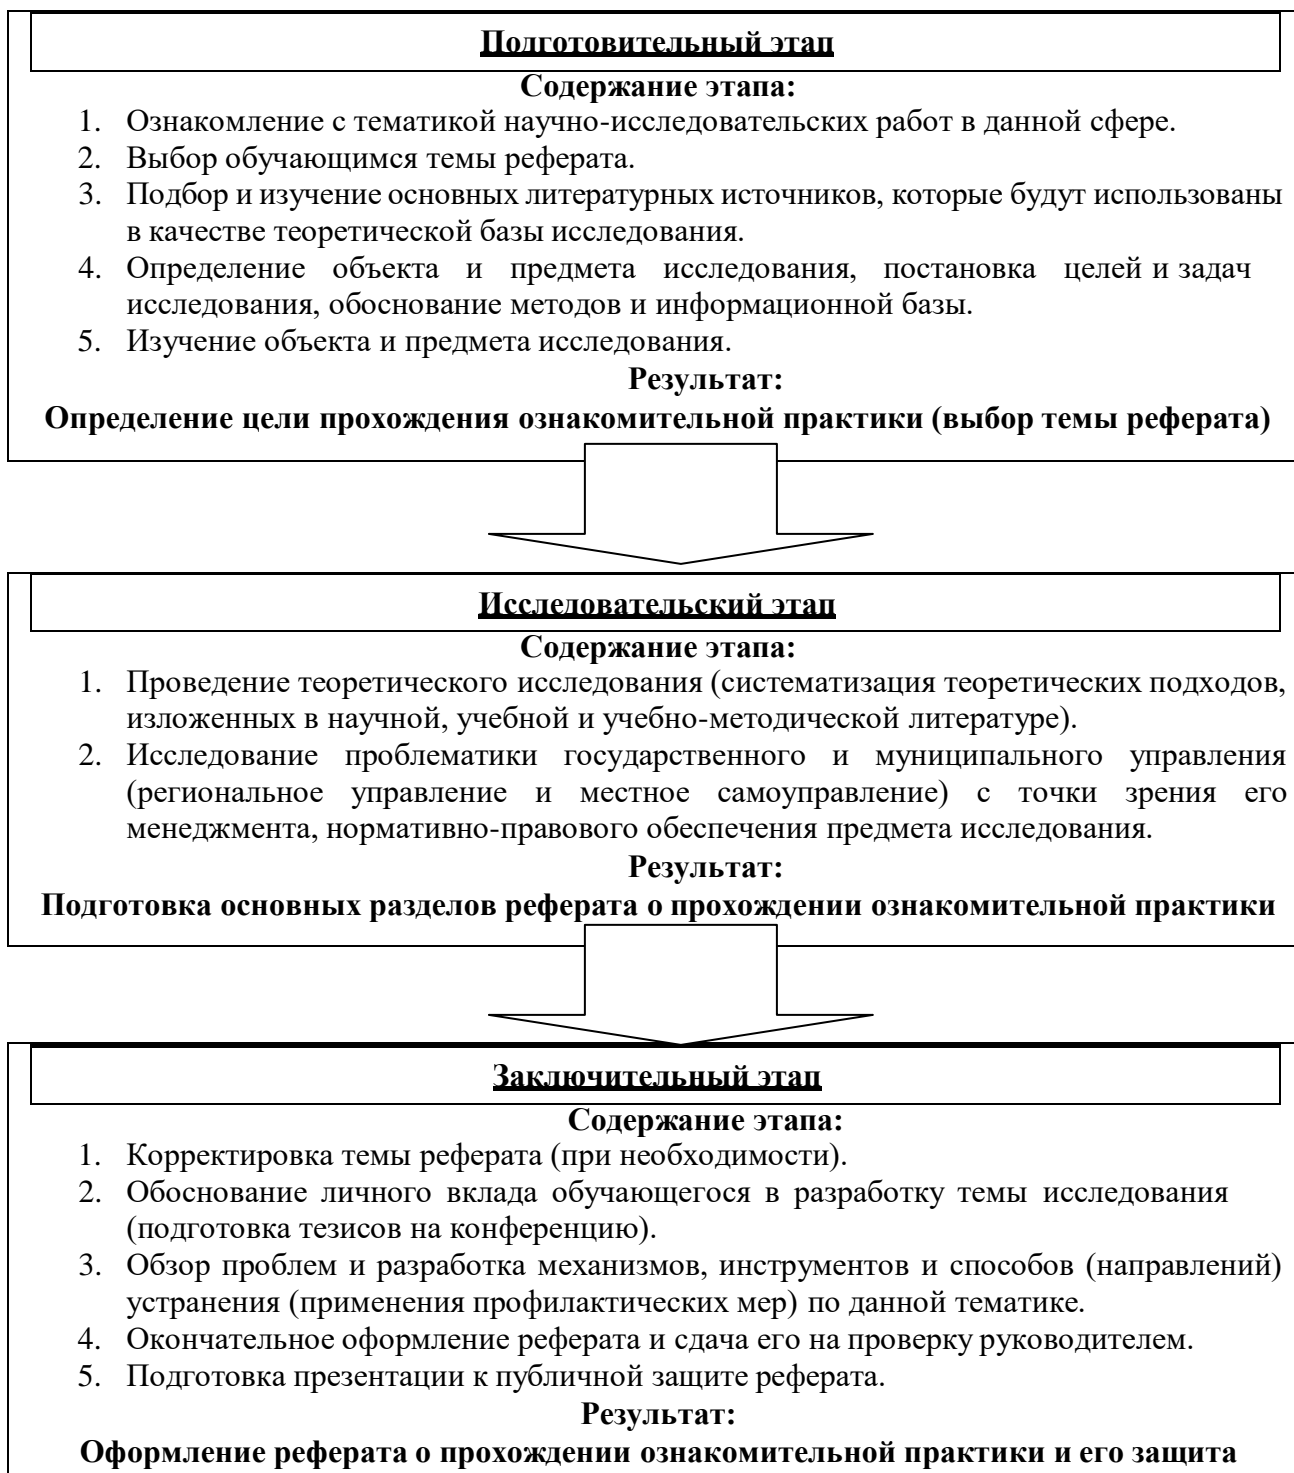 Подготовительный этап
Содержание этапа:
1. Ознакомление с тематикой научно-исследовательских работ в данной сфере.
2. Выбор обучающимся темы реферата.
3. Подбор и изучение основных литературных источников, которые будут использованы
в качестве теоретической базы исследования.
4. Определение объекта и предмета исследования, постановка целей и задач
исследования, обоснование методов и информационной базы.
5. Изучение объекта и предмета исследования.
Результат:
Определение цели прохождения ознакомительной практики (выбор темы реферата)
Исследовательский этап
Содержание этапа:
1. Проведение теоретического исследования (систематизация теоретических подходов,
изложенных в научной, учебной и учебно-методической литературе).
2. Исследование проблематики государственного и муниципального управления
(региональное управление и местное самоуправление) с точки зрения его
менеджмента, нормативно-правового обеспечения предмета исследования.
Результат:
Подготовка основных разделов реферата о прохождении ознакомительной практики
Заключительный этап
Содержание этапа:
1. Корректировка темы реферата (при необходимости).
2. Обоснование личного вклада обучающегося в разработку темы исследования
(подготовка тезисов на конференцию).
3. Обзор проблем и разработка механизмов, инструментов и способов (направлений)
устранения (применения профилактических мер) по данной тематике.
4. Окончательное оформление реферата и сдача его на проверку руководителем.
5. Подготовка презентации к публичной защите реферата.
Результат:
Оформление реферата о прохождении ознакомительной практики и его защита